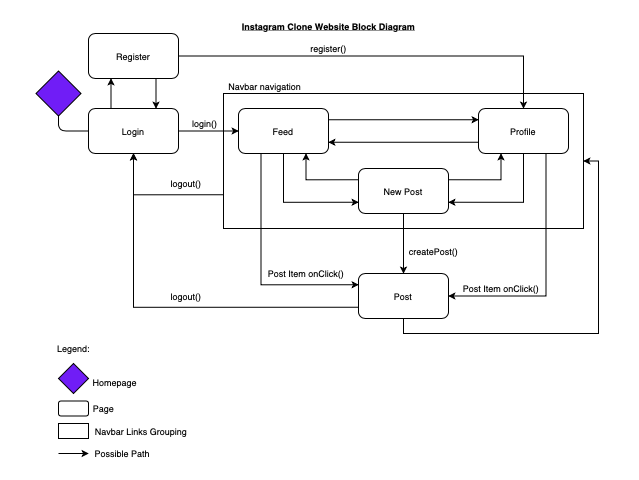 Instagram Clone Website Block Diagram
Register
register()
Navbar navigation
Login
login()
Feed
Profile
logout()
New Post
createPost()
Post Item onClick()
Post Item onClick()
logout()
Post
Legend:
Homepage
Page
Navbar Links Grouping
Possible Path